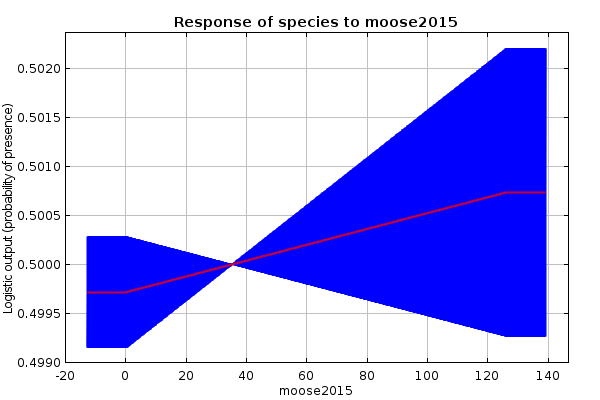 Response of species to moose2015
Logistic output (probability of presence)
0.5020
0.5015
0.5010
0.5005
0.5000
0.4995
0.4990
-20 0 20 40 60 80 100 120 140
moose2015